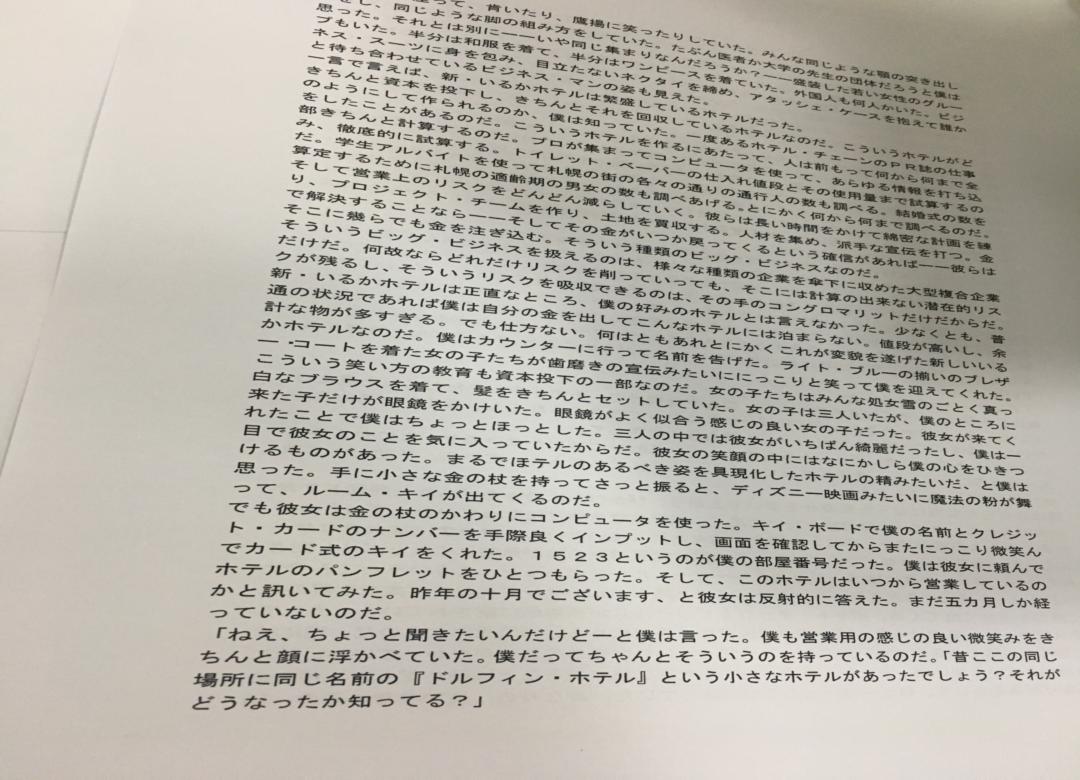 って、肯いたり、鷹揚に笑ったりしていた。みんな同じような顎の突き出し
をし、同じような脚の組み方をしていた。たぶん医者か大学の先生の団体だろうと僕は
思った。それとは別に――いや同じ集まりなんだろうか?――盛装した若い女性のグルー
プもいた。半分は和服を着て、半分はワンピースを着ていた。外国人も何人かいた。ビジ
ネス・スーツに身を包み、目立たないネクタイを締め、アタッシェ・ケースを抱えて誰か
と待ち合わせているビジネス・マンの姿も見えた。
一言で言えば、新・いるかホテルは繁盛しているホテルだった。
きちんと資本を投下し、きちんとそれを回収しているホテルなのだ。こういうホテルがど
のようにして作られるのか、僕は知っていた。一度あるホテル・チェーンのPR誌の仕事
をしたことがあるのだ。こういうホテルを作るにあたって、人は前もって何から何まで全
部きちんと計算するのだ。プロが集まってコンピュータを使って、あらゆる情報を打ち込
み、徹底的に試算する。トイレット・ペーパーの仕入れ値段とその使用量まで試算するの
だ。学生アルバイトを使って札幌の街の各々の通りの通行人の数も調べる。結婚式の数を
算定するために札幌の適齢期の男女の数も調べあげる。とにかく何から何まで調べるのだ。
そして営業上のリスクをどんどん減らしていく。彼らは長い時間をかけて綿密な計画を練
り、プロジェクト・チームを作り、土地を買収する。人材を集め、派手な宣伝を打つ。金
で解決することなら――そしてその金がいつか戻ってくるという確信があれば――彼らは
そこに幾らでも金を注ぎ込む。そういう種類のビッグ・ビジネスなのだ。
そういうビッグ・ビジネスを扱えるのは、様々な種類の企業を傘下に収めた大型複合企業
だけだ。何故ならどれだけリスクを削っていっても、そこには計算の出来ない潜在的リス
クが残るし、そういうリスクを吸収できるのは、その手のコングロマリットだけだからだ。
新・いるかホテルは正直なところ、僕の好みのホテルとは言えなかった。少なくとも、普
通の状況であれば僕は自分の金を出してこんなホテルには泊まらない。値段が高いし、余
計な物が多すぎる。でも仕方ない。何はともあれとにかくこれが変貌を遂げた新しいいる
かホテルなのだ。僕はカウンターに行って名前を告げた。ライト・ブルーの揃いのブレザ
ー・コートを着た女の子たちが歯磨きの宣伝みたいににっこりと笑って僕を迎えてくれた。
こういう笑い方の教育も資本投下の一部なのだ。女の子たちはみんな処女雪のごとく真っ
白なブラウスを着て、髪をきちんとセットしていた。女の子は三人いたが、僕のところに
来た子だけが眼鏡をかけいた。眼鏡がよく似合う感じの良い女の子だった。彼女が来てく
れたことで僕はちょっとほっとした。三人の中では彼女がいちばん綺麗だったし、僕は一
目で彼女のことを気に入っていたからだ。彼女の笑顔の中にはなにかしら僕の心をひきつ
けるものがあった。まるでほテルのあるべき姿を具現化したホテルの精みたいだ、と僕は
思った。手に小さな金の杖を持ってさっと振ると、ディズニー映画みたいに魔法の粉が舞
って、ルーム・キイが出てくるのだ。
でも彼女は金の杖のかわりにコンピュータを使った。キイ・ボードで僕の名前とクレジッ
ト・カードのナンバーを手際良くインプットし、画面を確認してからまたにっこり微笑ん
でカード式のキイをくれた。1523というのが僕の部屋番号だった。僕は彼女に頼んで
ホテルのパンフレットをひとつもらった。そして、このホテルはいつから営業しているの
かと訊いてみた。昨年の十月でございます、と彼女は反射的に答えた。まだ五カ月しか経
っていないのだ。
「ねえ、ちょっと聞きたいんだけどーと僕は言った。僕も営業用の感じの良い微笑みをき
ちんと顔に浮かべていた。僕だってちゃんとそういうのを持っているのだ。「昔ここの同じ
場所に同じ名前の『ドルフィン・ホテル』という小さなホテルがあったでしょう?それが
どうなったか知ってる?」